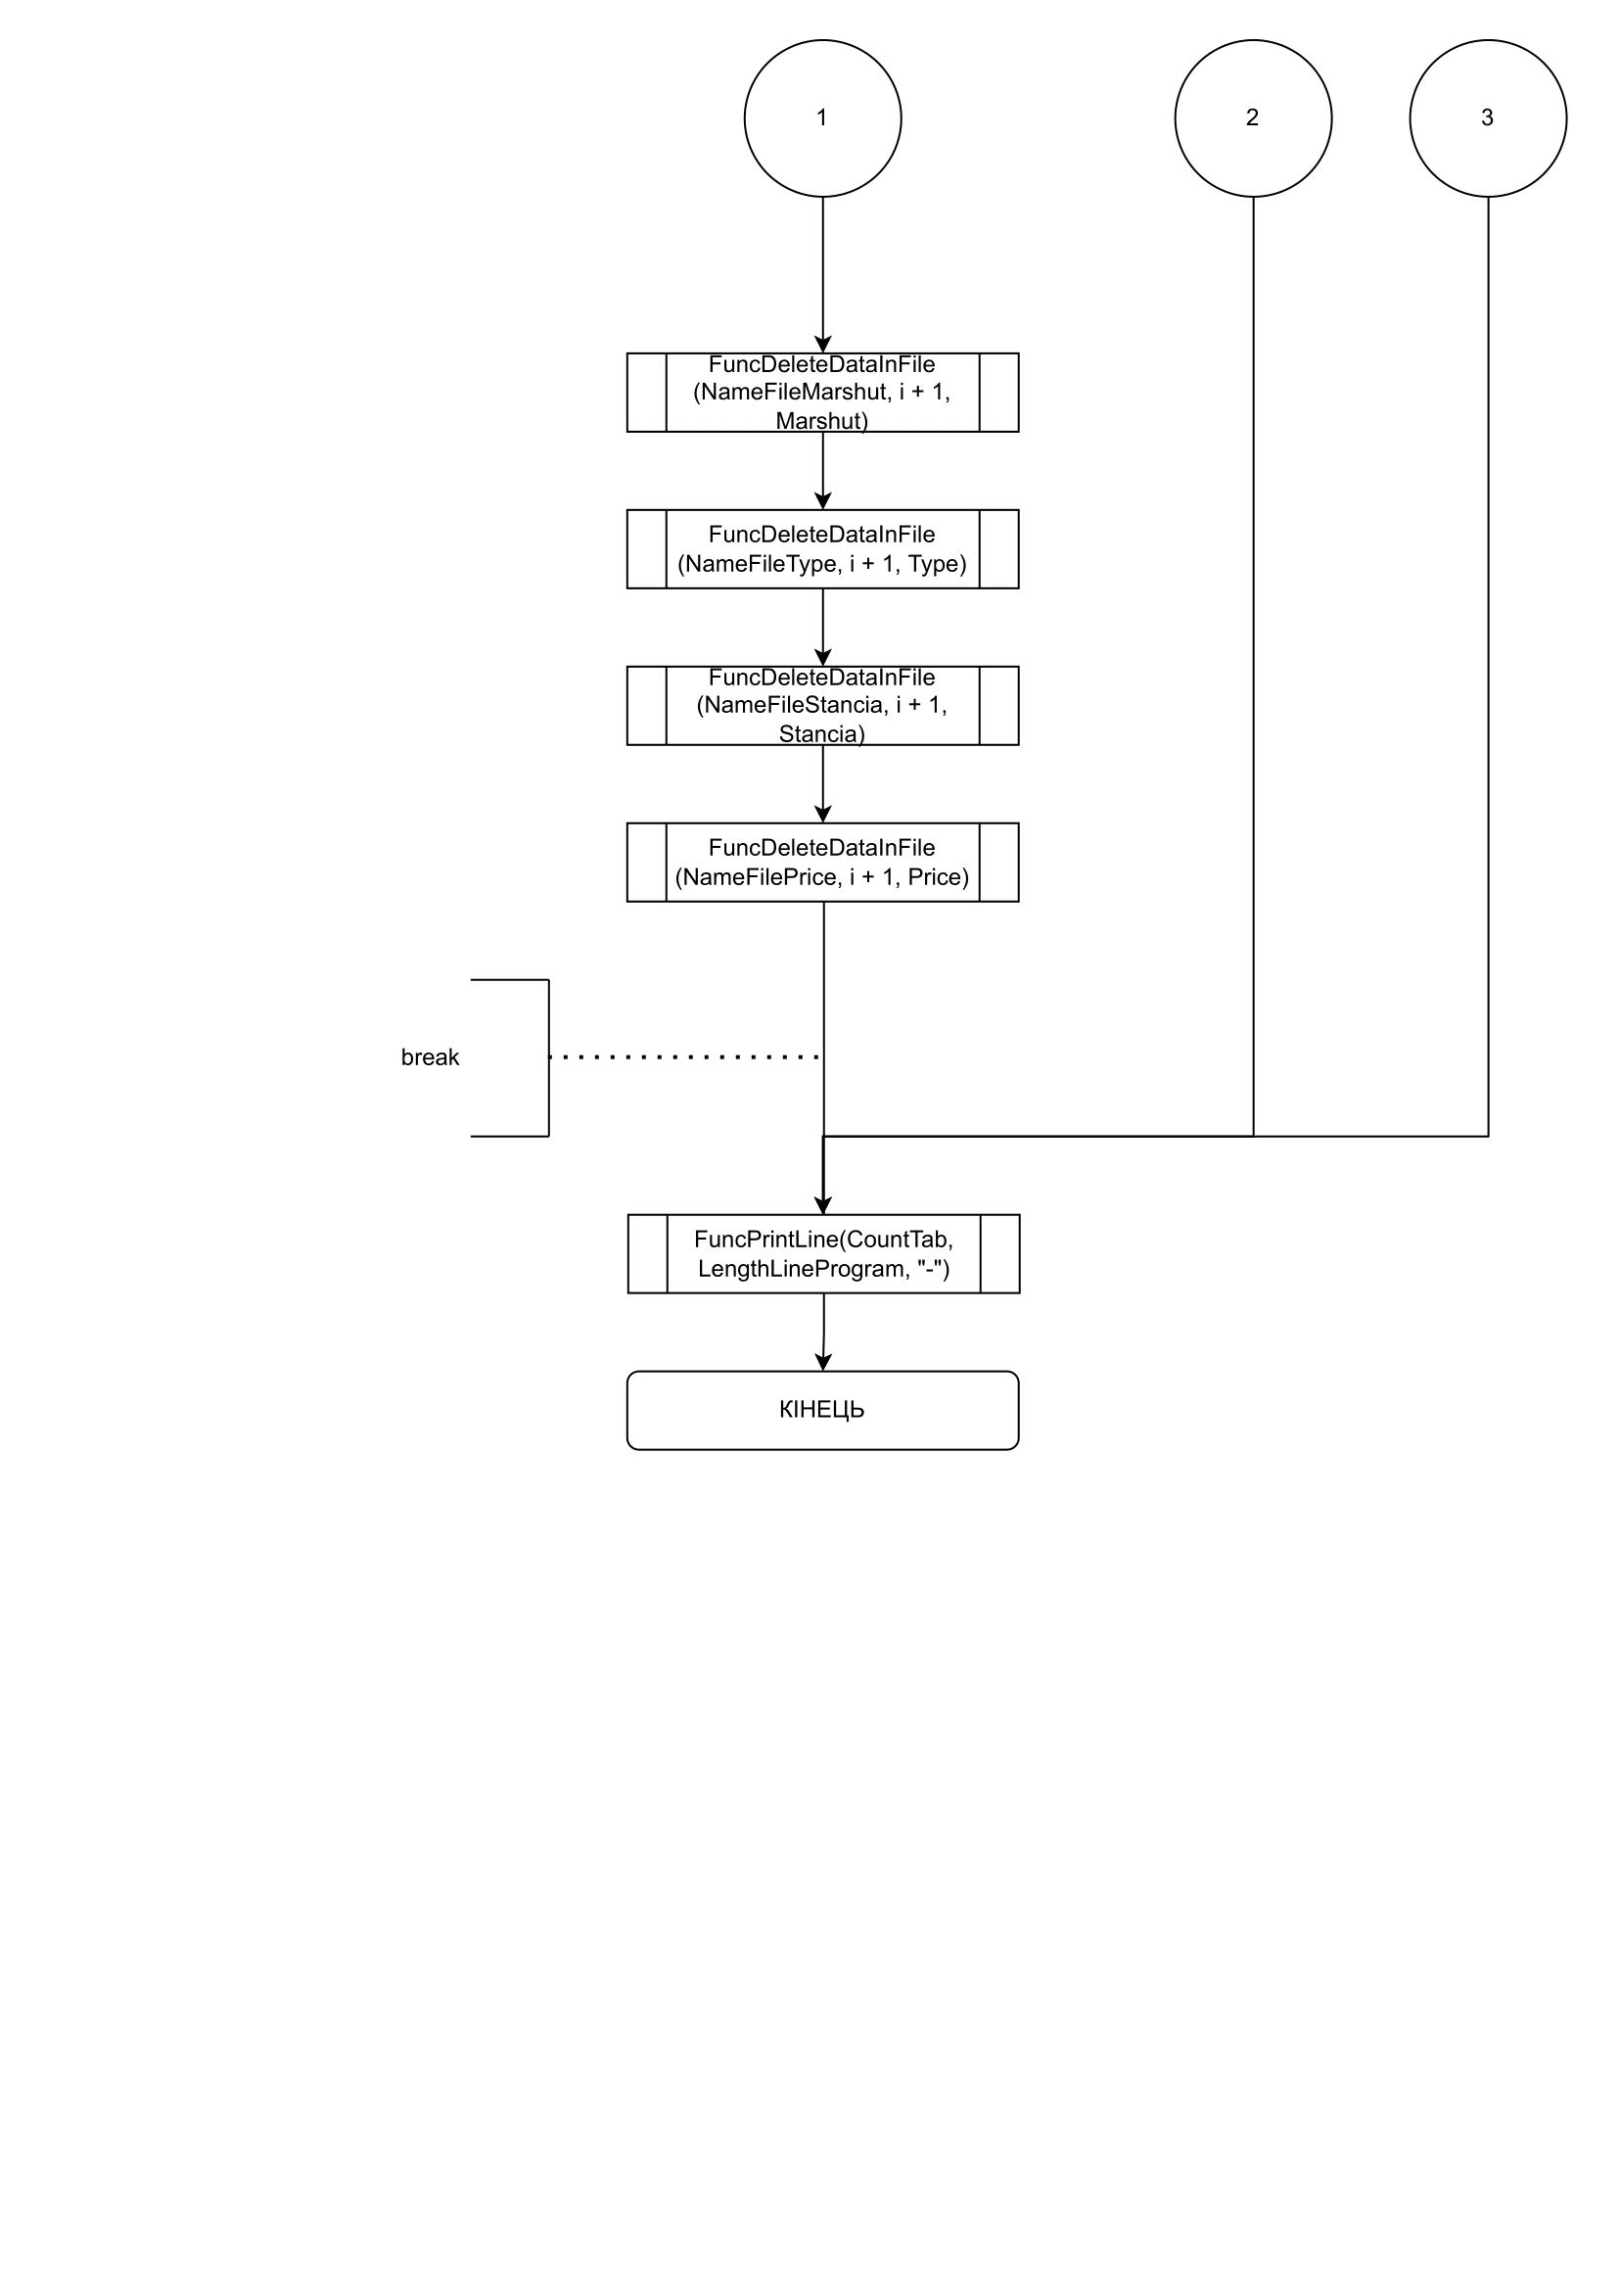 1
2
3
FuncDeleteDataInFile
(NameFileMarshut, i + 1,
Marshut)
FuncDeleteDataInFile
(NameFileType, i + 1, Type)
FuncDeleteDataInFile
(NameFileStancia, i + 1,
Stancia)
FuncDeleteDataInFile
(NameFilePrice, i + 1, Price)
break
FuncPrintLine(CountTab,
LengthLineProgram, "-")
КІНЕЦЬ